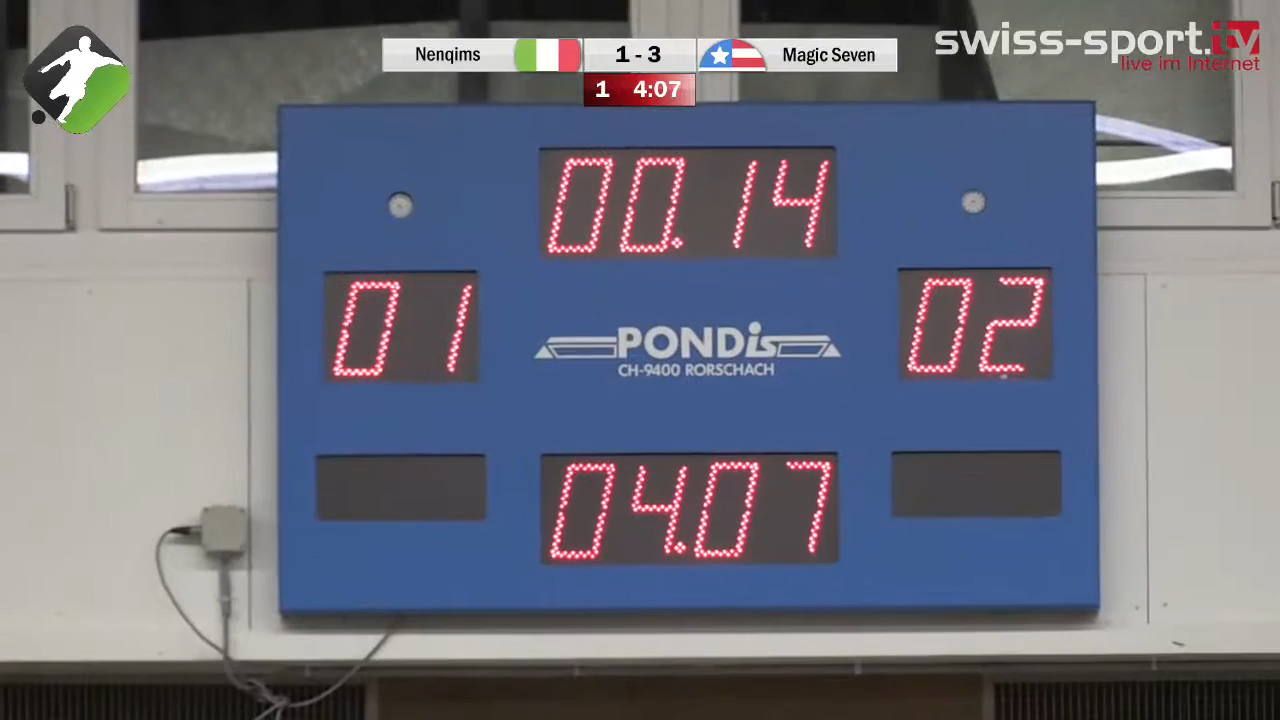 Nenqims 1 - 3 Magic Seven
1 4:07
swiss-sport.tv
live im Internet
00.14
01 02
PONDis
CH-9400 RORSCHACH
04.07